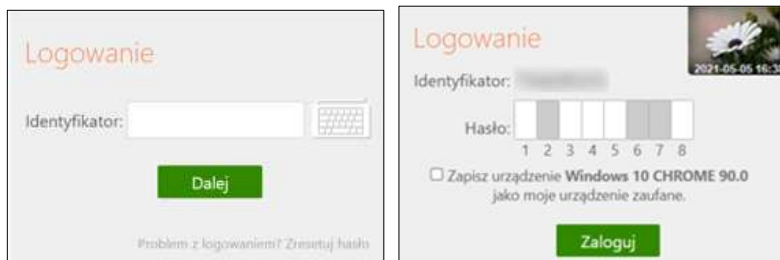 Logowanie
Identyfikator:
Dalej
Problem z logowaniem? Zresetuj hasło
Logowanie
2021-05-05 16:38
Identyfikator:
Hasło:
1 2 3 4 5 6 7 8
Zapisz urządzenie Windows 10 CHROME 90.0
jako moje urządzenie zaufane.
Zaloguj